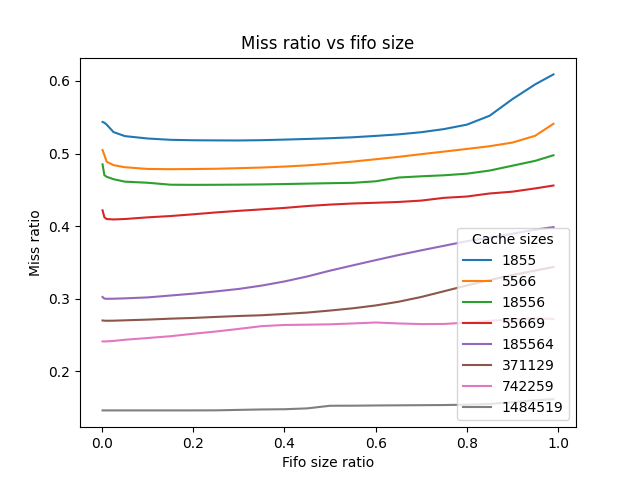 Miss ratio vs fifo size
Miss ratio
0.6
0.5
0.4
0.3
0.2
Cache sizes
1855
5566
18556
55669
185564
371129
742259
1484519
0.0 0.2 0.4 0.6 0.8 1.0
Fifo size ratio